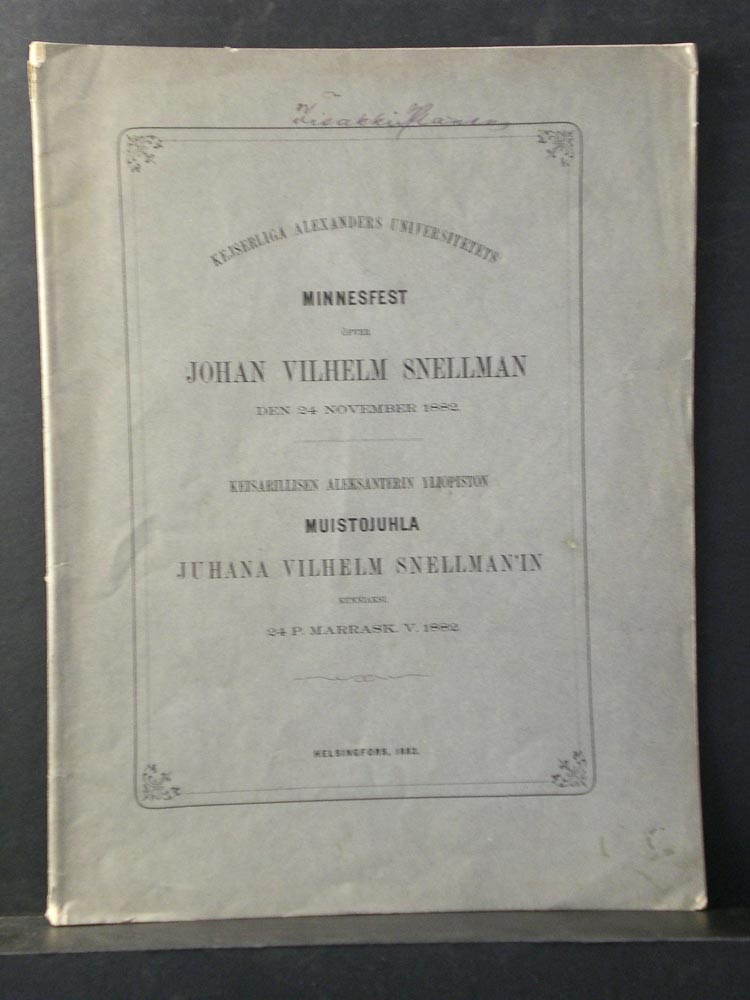 Iisakki
KEJSERLIGA ALEXANDERS UNIVERSITETETS
MINNESFEST
ÖFVER
JOHAN VILHELM SNELLMAN
DEN 24 NOVEMBER 1882.
KEISARILLISEN ALEKSANTERIN YLIOPISTON
MUISTOJUHLA
JUHANA VILHELM SNELLMAN'IN
KUNNIAKSI.
24 P. MARRASK. V. 1882.
HELSINGFORS, 1882.